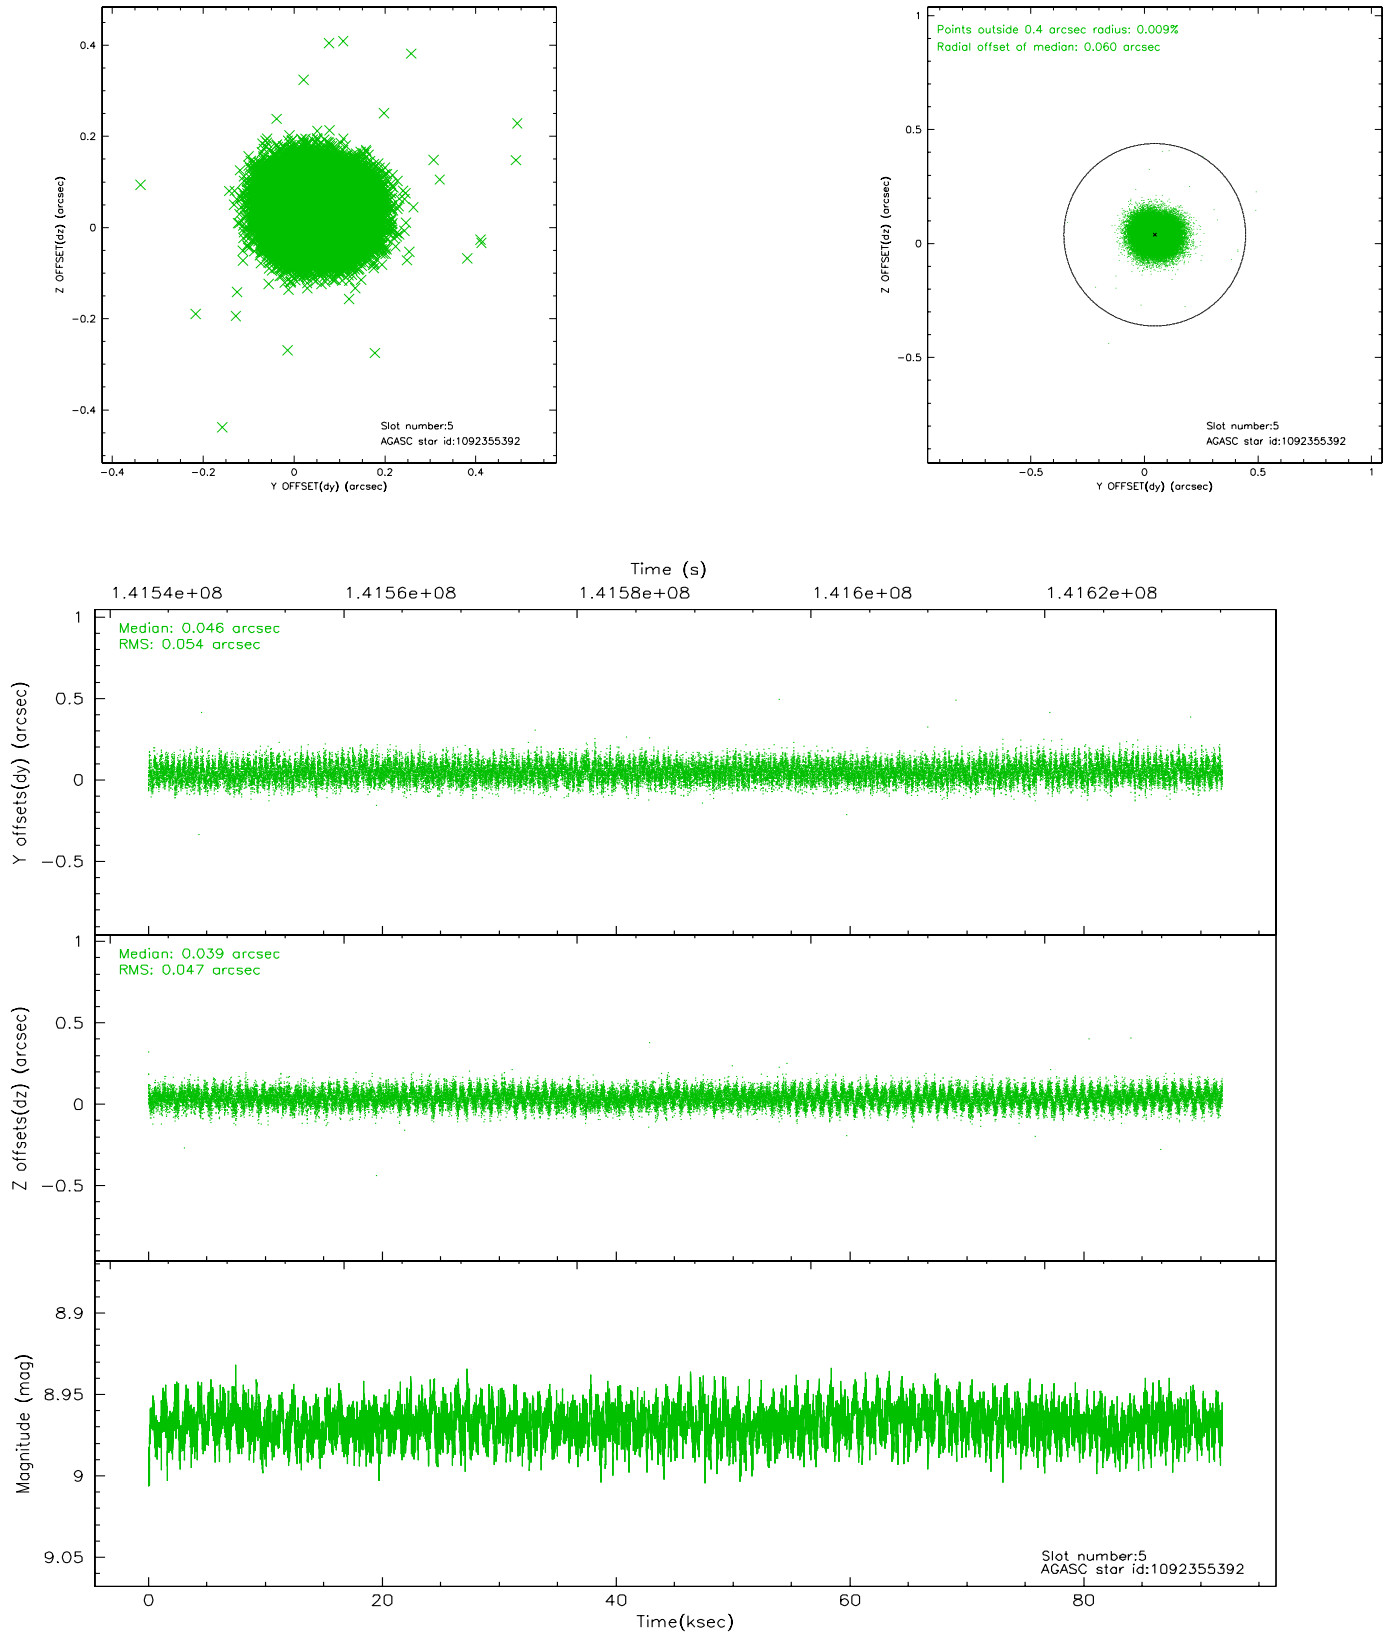 0.4
0.2
0
−0.2
−0.4
Z OFFSET(dz) (arcsec)
Slot number:5
AGASC star id:1092355392
−0.4 −0.2 0 0.2 0.4
Y OFFSET(dy) (arcsec)
Points outside 0.4 arcsec radius: 0.009%
Radial offset of median: 0.060 arcsec
1
0.5
0
−0.5
Z OFFSET(dz) (arcsec)
Slot number:5
AGASC star id:1092355392
−0.5 0 0.5 1
Y OFFSET(dy) (arcsec)
Time (s)
1.4154e+08 1.4156e+08 1.4158e+08 1.416e+08 1.4162e+08
Median: 0.046 arcsec
RMS: 0.054 arcsec
1
0.5
0
−0.5
Y offsets(dy) (arcsec)
Median: 0.039 arcsec
RMS: 0.047 arcsec
1
0.5
0
−0.5
Z offsets(dz) (arcsec)
8.9
8.95
9
9.05
Magnitude (mag)
Slot number:5
AGASC star id:1092355392
0 20 40 60 80
Time(ksec)